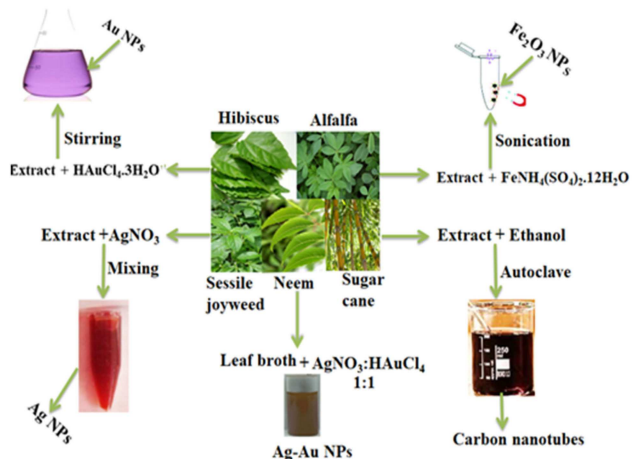 Au NPs
Fe₂O₃ NPs
Hibiscus Alfalfa
Stirring
Sonication
Extract + HAuCl₄.3H₂O
Extract + FeNH₄(SO₄)₂.12H₂O
Extract +AgNO₃
Extract + Ethanol
Mixing
Autoclave
Sessile joyweed
Neem
Sugar cane
250
Leaf broth + AgNO₃:HAuCl₄
1:1
Ag NPs
Ag-Au NPs
Carbon nanotubes